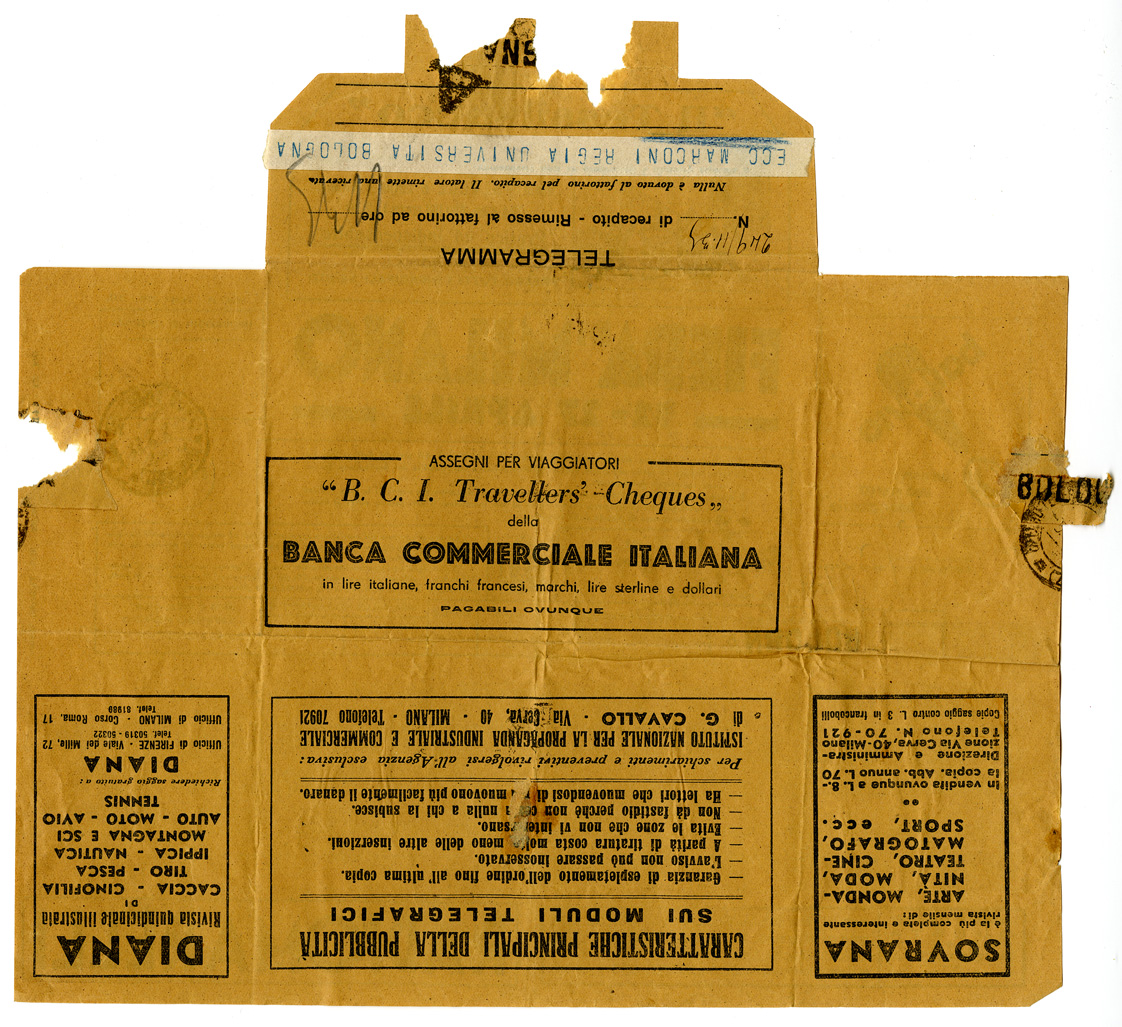 GNA
ECC MARCONI REGIA UNIVERSITA BOLOGNA
Nulla è dovuto al fattorino pel recapito. Il latore rimette una ricevuta
N. di recapito - Rimesso al fattorino ad ore
TELEGRAMMA
BOLOG
ASSEGNI PER VIAGGIATORI
“B. C. I. Travellers' - Cheques„
della
BANCA COMMERCIALE ITALIANA
in lire italiane, franchi francesi, marchi, lire sterline e dollari
PAGABILI OVUNQUE
DIANA
Rivista quindicinale illustrata
DI
CACCIA - CINOFILIA
TIRO - PESCA
IPPICA - NAUTICA
MONTAGNA E SCI
AUTO - MOTO - AVIO
TENNIS
Richiedere saggio gratuito a:
DIANA
Ufficio di FIRENZE - Viale dei Mille, 72
Telef. 50319 - 50322
Ufficio di MILANO - Corso Roma, 17
Telef. 81989
CARATTERISTICHE PRINCIPALI DELLA PUBBLICITÀ
SUI MODULI TELEGRAFICI
— Garanzia di espletamento dell'ordine fino all'ultima copia.
— L'avviso non può passare inosservato.
— A parità di tiratura costa molto meno delle altre inserzioni.
— Evita le zone che non vi interessano.
— Non dà fastidio perchè non costa nulla a chi la subisce.
— Ha lettori che muovendosi di più muovono più facilmente il danaro.
Per schiarimenti e preventivi rivolgersi all'Agenzia esclusiva:
ISTITUTO NAZIONALE PER LA PROPAGANDA INDUSTRIALE E COMMERCIALE
di G. CAVALLO - Via Cerva, 40 - MILANO - Telefono 70921
SOVRANA
è la più completa e interessante
rivista mensile di:
ARTE, MONDA-
NITÀ, MODA,
TEATRO, CINE-
MATOGRAFO,
SPORT, ecc.
In vendita ovunque a L. 8.-
la copia. Abb. annuo L. 70
Direzione e Amministra-
zione Via Cerva, 40, Milano
Telefono N. 70-921
Copie saggio contro L. 3 in francobolli